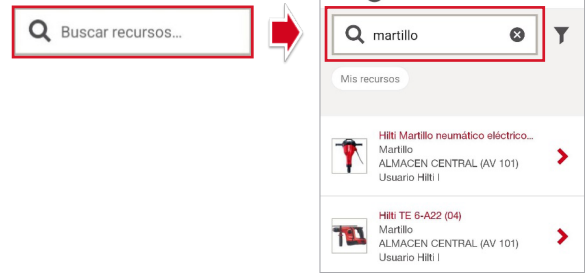 Buscar recursos...
martillo
Mis recursos
Hilti Martillo neumático eléctrico...
Martillo
ALMACEN CENTRAL (AV 101)
Usuario Hilti I
Hilti TE 6-A22 (04)
Martillo
ALMACEN CENTRAL (AV 101)
Usuario Hilti I